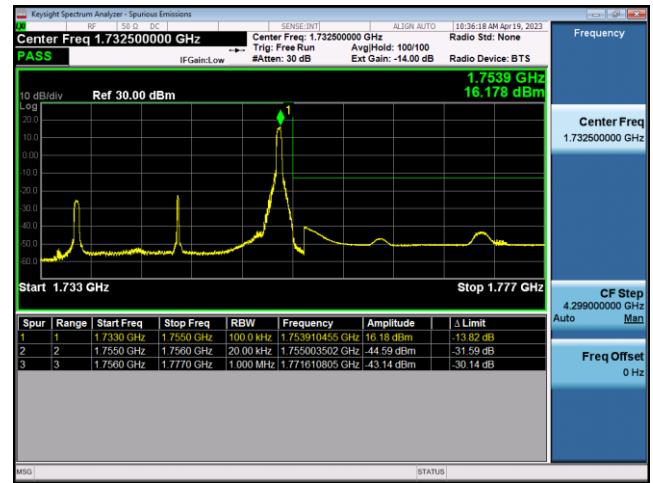 Keysight Spectrum Analyzer - Spurious Emissions
RF 50 Ω DC SENSE:INT ALIGN AUTO 10:36:18 AM Apr 19, 2023
Center Freq 1.732500000 GHz
Center Freq: 1.732500000 GHz
Radio Std: None
Trig: Free Run Avg|Hold: 100/100
PASS
IFGain:Low
#Atten: 30 dB Ext Gain: -14.00 dB
Radio Device: BTS
1.7539 GHz
16.178 dBm
10 dB/div Ref 30.00 dBm
Log
1
20.0
10.0
0.00
-10.0
-20.0
-30.0
-40.0
-50.0
-60.0
Start 1.733 GHz Stop 1.777 GHz
Spur Range Start Freq Stop Freq RBW Frequency Amplitude Δ Limit
1 1 1.7330 GHz 1.7550 GHz 100.0 kHz 1.753910455 GHz 16.18 dBm -13.82 dB
2 2 1.7550 GHz 1.7560 GHz 20.00 kHz 1.755003502 GHz -44.59 dBm -31.59 dB
3 3 1.7560 GHz 1.7770 GHz 1.000 MHz 1.771610805 GHz -43.14 dBm -30.14 dB
MSG STATUS
Frequency
Center Freq
1.732500000 GHz
CF Step
4.299000000 GHz
Auto Man
Freq Offset
0 Hz